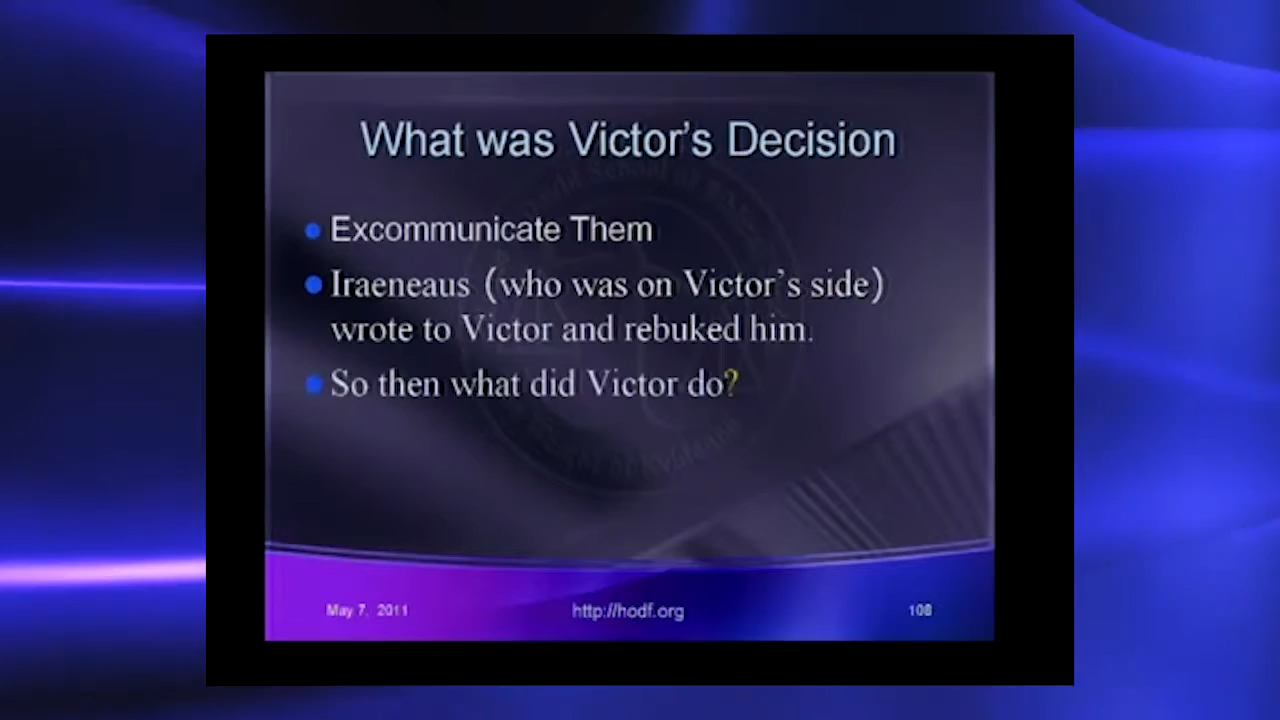 What was Victor's Decision
Excommunicate Them
Iraeneaus (who was on Victor's side)
wrote to Victor and rebuked him.
So then what did Victor do?
May 7, 2011
http://hodf.org
108